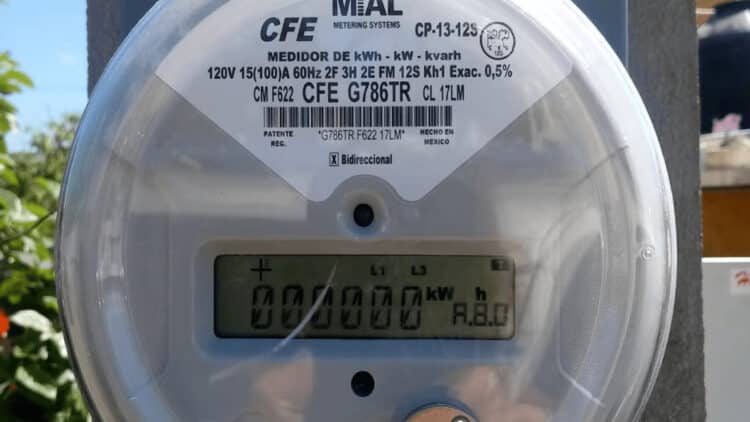 MIAL
METERING SYSTEMS
CFE CP-13-12S
MEDIDOR DE kWh - kW - kvarh
120V 15(100)A 60Hz 2F 3H 2E FM 12S Kh1 Exac. 0,5%
CM F622 CFE G786TR CL 17LM
PATENTE REG. *G786TR F622 17LM* HECHO EN MEXICO
X Bidireccional
L1 L3
000000 kW h A.8.0